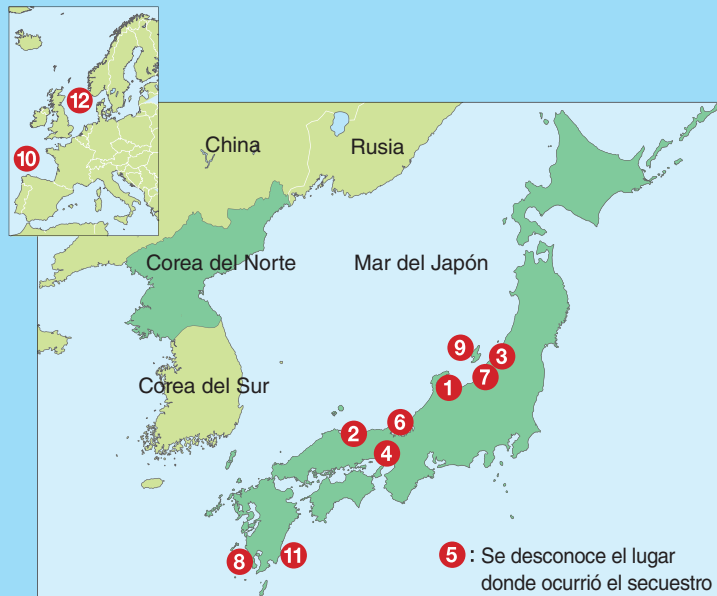 12
10
China
Rusia
Corea del Norte
Mar del Japón
9
3
7
1
Corea del Sur
6
2
4
8
11
5 : Se desconoce el lugar
donde ocurrió el secuestro